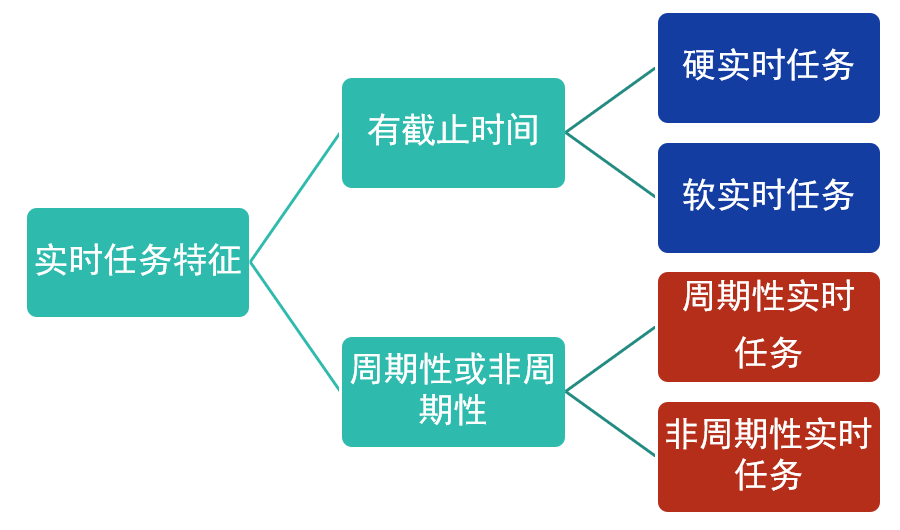 实时任务特征
有截止时间
硬实时任务
软实时任务
周期性或非周
期性
周期性实时
任务
非周期性实时
任务